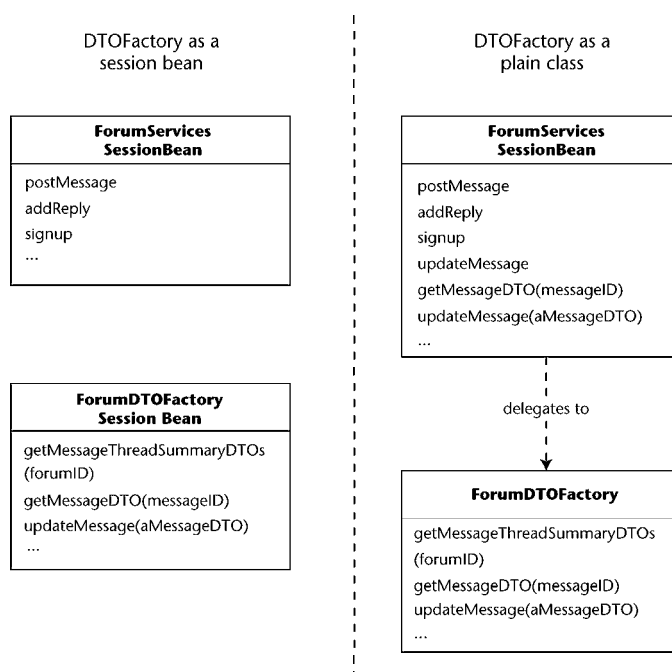 DTOFactory as a
session bean
ForumServices
SessionBean
postMessage
addReply
signup
...
ForumDTOFactory
Session Bean
getMessageThreadSummaryDTOs
(forumID)
getMessageDTO(messageID)
updateMessage(aMessageDTO)
...
DTOFactory as a
plain class
ForumServices
SessionBean
postMessage
addReply
signup
updateMessage
getMessageDTO(messageID)
updateMessage(aMessageDTO)
...
delegates to
ForumDTOFactory
getMessageThreadSummaryDTOs
(forumID)
getMessageDTO(messageID)
updateMessage(aMessageDTO)
...